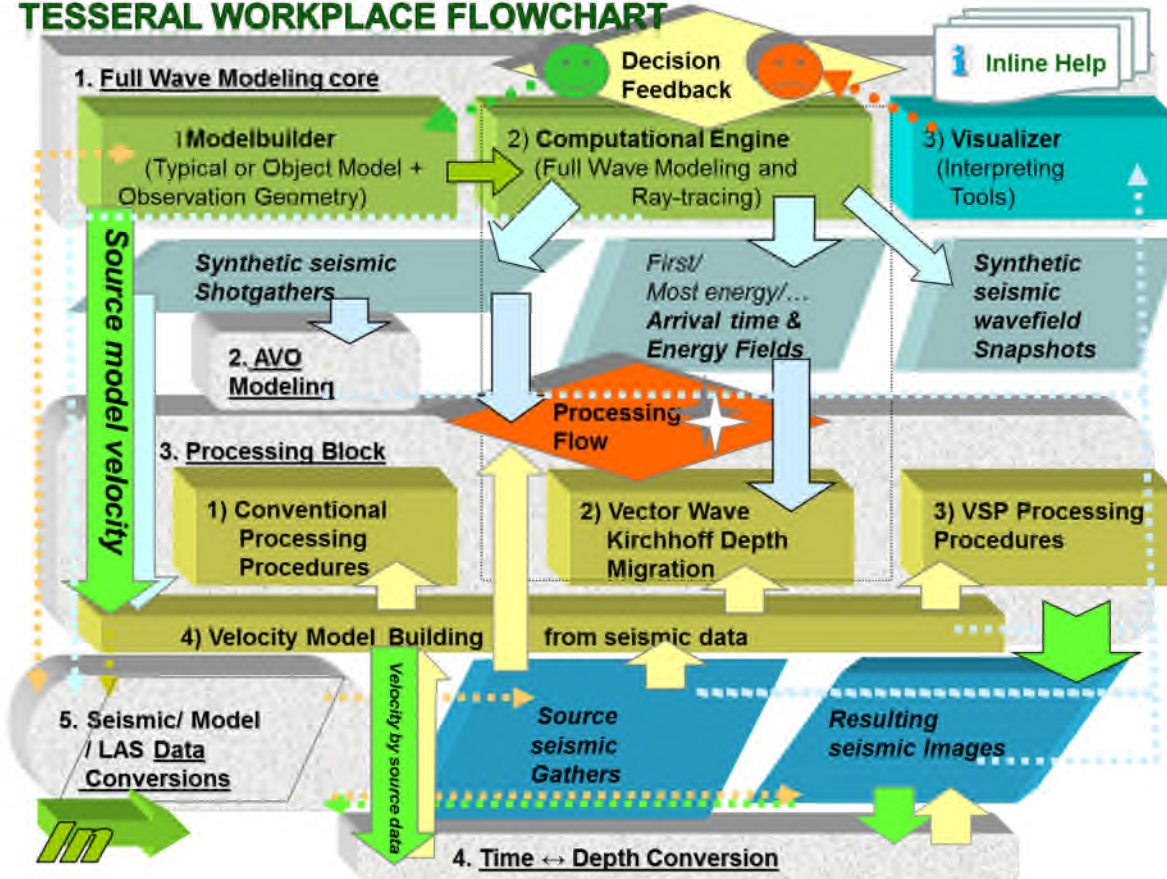 TESSERAL WORKPLACE FLOWCHART
1. Full Wave Modeling core
Decision
Feedback
i Inline Help
Modelbuilder
(Typical or Object Model +
Observation Geometry)
2) Computational Engine
(Full Wave Modeling and
Ray-tracing)
3) Visualizer
(Interpreting
Tools)
Source model velocity
Synthetic seismic
Shotgathers
First/
Most energy/…
Arrival time &
Energy Fields
Synthetic
seismic
wavefield
Snapshots
2. AVO
Modeling
Processing
Flow
3. Processing Block
1) Conventional
Processing
Procedures
2) Vector Wave
Kirchhoff Depth
Migration
3) VSP Processing
Procedures
4) Velocity Model Building from seismic data
Velocity by source data
5. Seismic/ Model
/ LAS Data
Conversions
Source
seismic
Gathers
Resulting
seismic Images
In
4. Time ↔ Depth Conversion